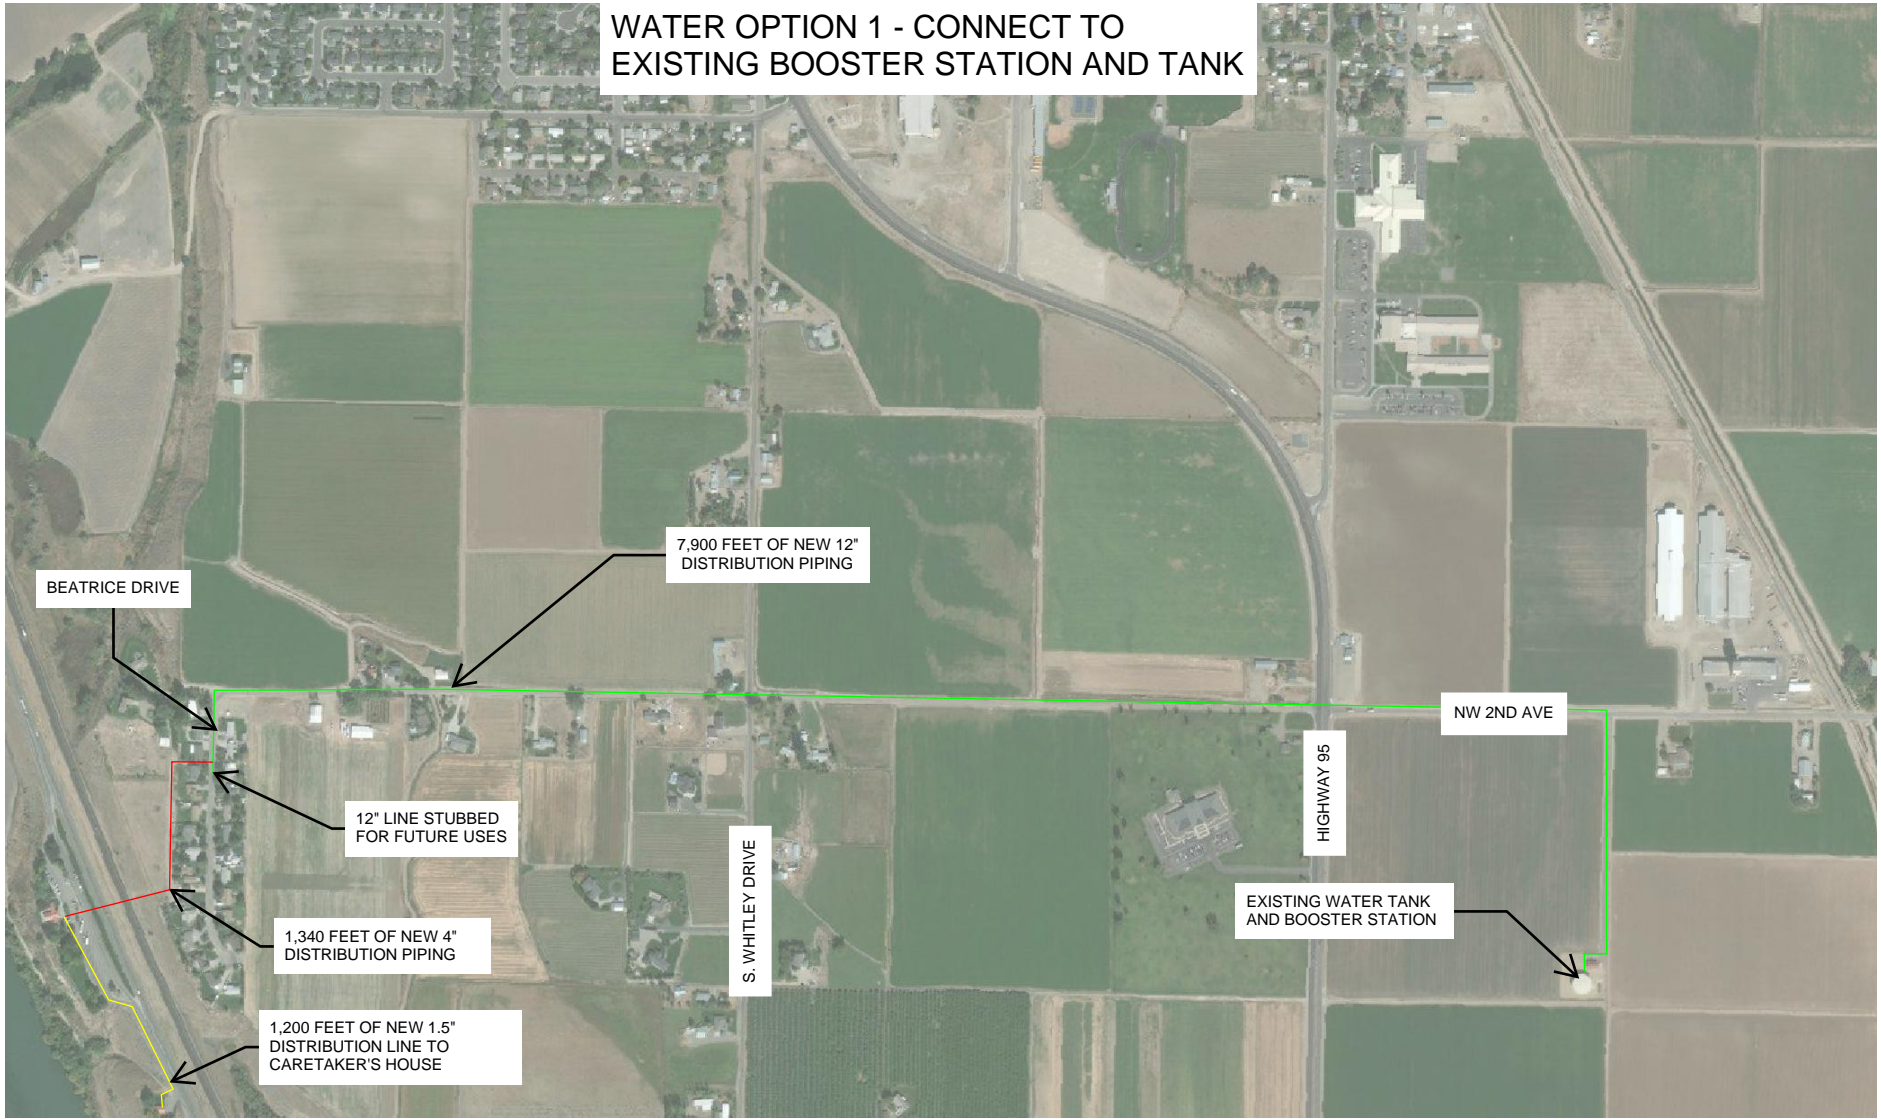 WATER OPTION 1 - CONNECT TO
EXISTING BOOSTER STATION AND TANK
7,900 FEET OF NEW 12"
DISTRIBUTION PIPING
BEATRICE DRIVE
NW 2ND AVE
12" LINE STUBBED
FOR FUTURE USES
HIGHWAY 95
S. WHITLEY DRIVE
EXISTING WATER TANK
AND BOOSTER STATION
1,340 FEET OF NEW 4"
DISTRIBUTION PIPING
1,200 FEET OF NEW 1.5"
DISTRIBUTION LINE TO
CARETAKER'S HOUSE